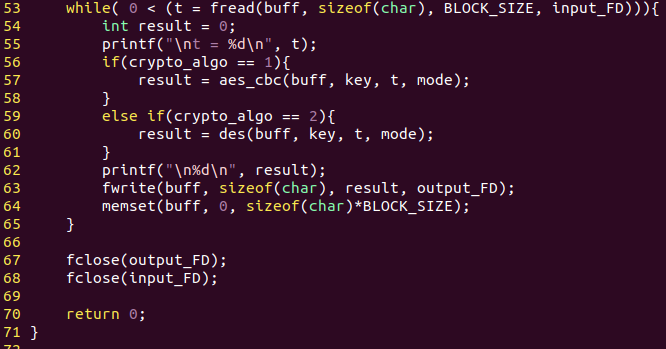 53     while( 0 < (t = fread(buff, sizeof(char), BLOCK_SIZE, input_FD))){
54         int result = 0;
55         printf("\nt = %d\n", t);
56         if(crypto_algo == 1){
57             result = aes_cbc(buff, key, t, mode);
58         }
59         else if(crypto_algo == 2){
60             result = des(buff, key, t, mode);
61         }
62         printf("\n%d\n", result);
63         fwrite(buff, sizeof(char), result, output_FD);
64         memset(buff, 0, sizeof(char)*BLOCK_SIZE);
65     }
66
67     fclose(output_FD);
68     fclose(input_FD);
69
70     return 0;
71 }